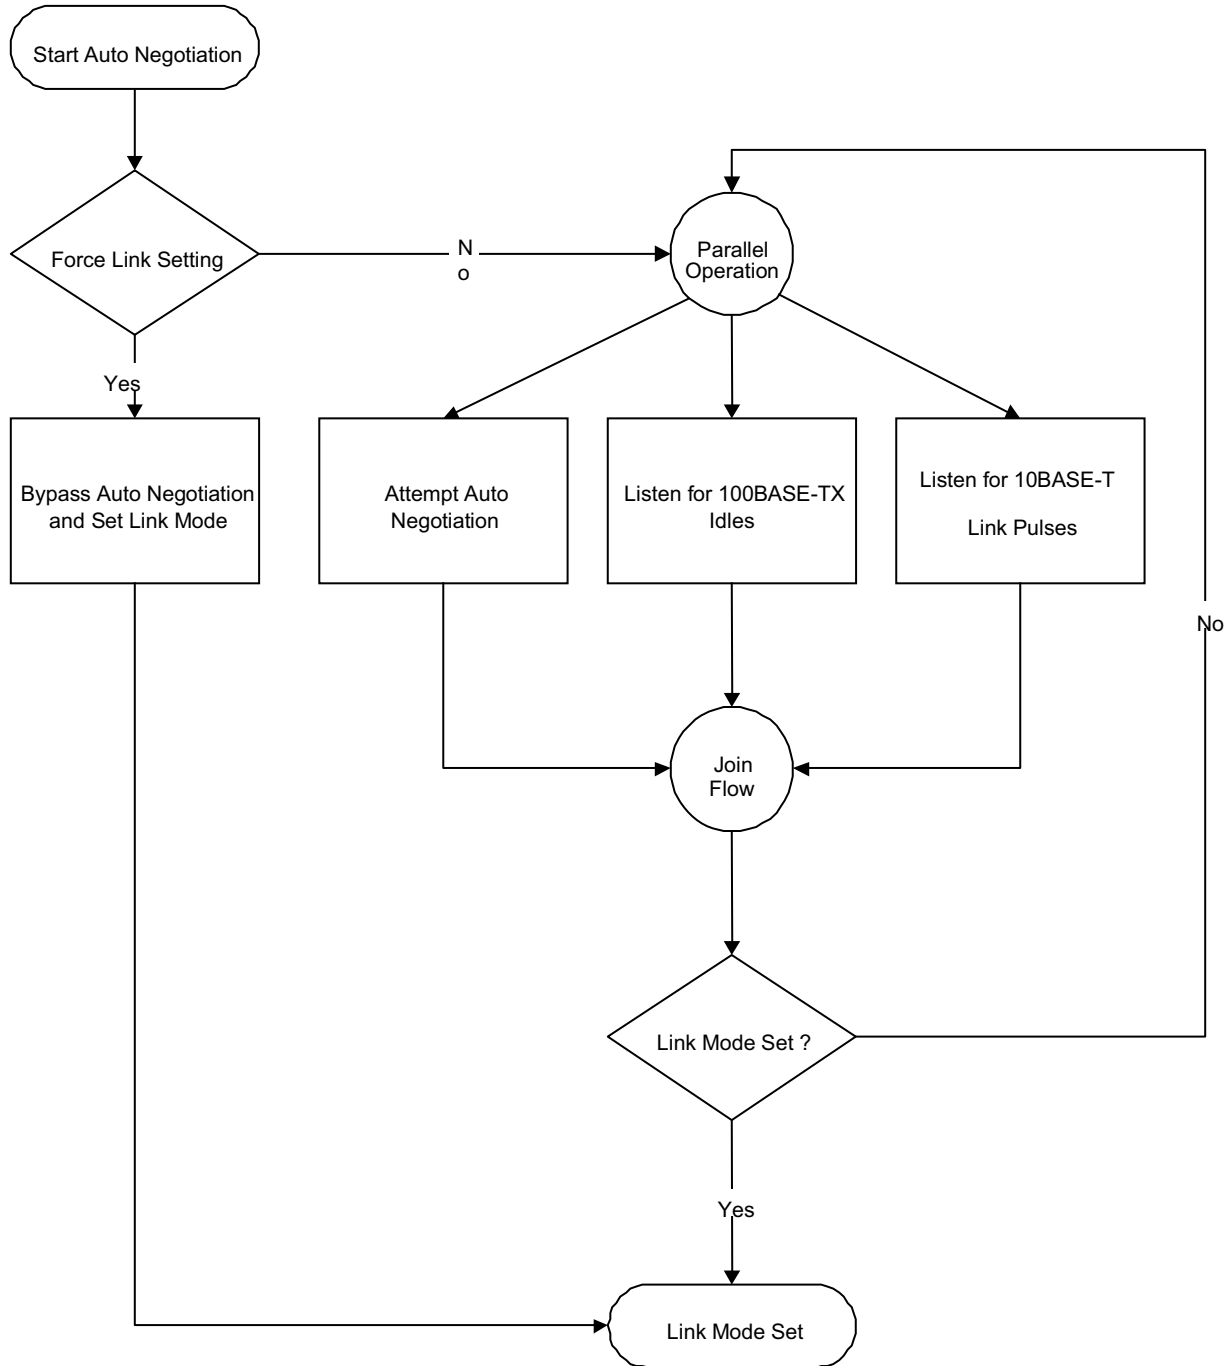 Start Auto Negotiation
Force Link Setting
N
o
Parallel
Operation
Yes
Bypass Auto Negotiation
and Set Link Mode
Attempt Auto
Negotiation
Listen for 100BASE-TX
Idles
Listen for 10BASE-T
Link Pulses
No
Join
Flow
Link Mode Set ?
Yes
Link Mode Set